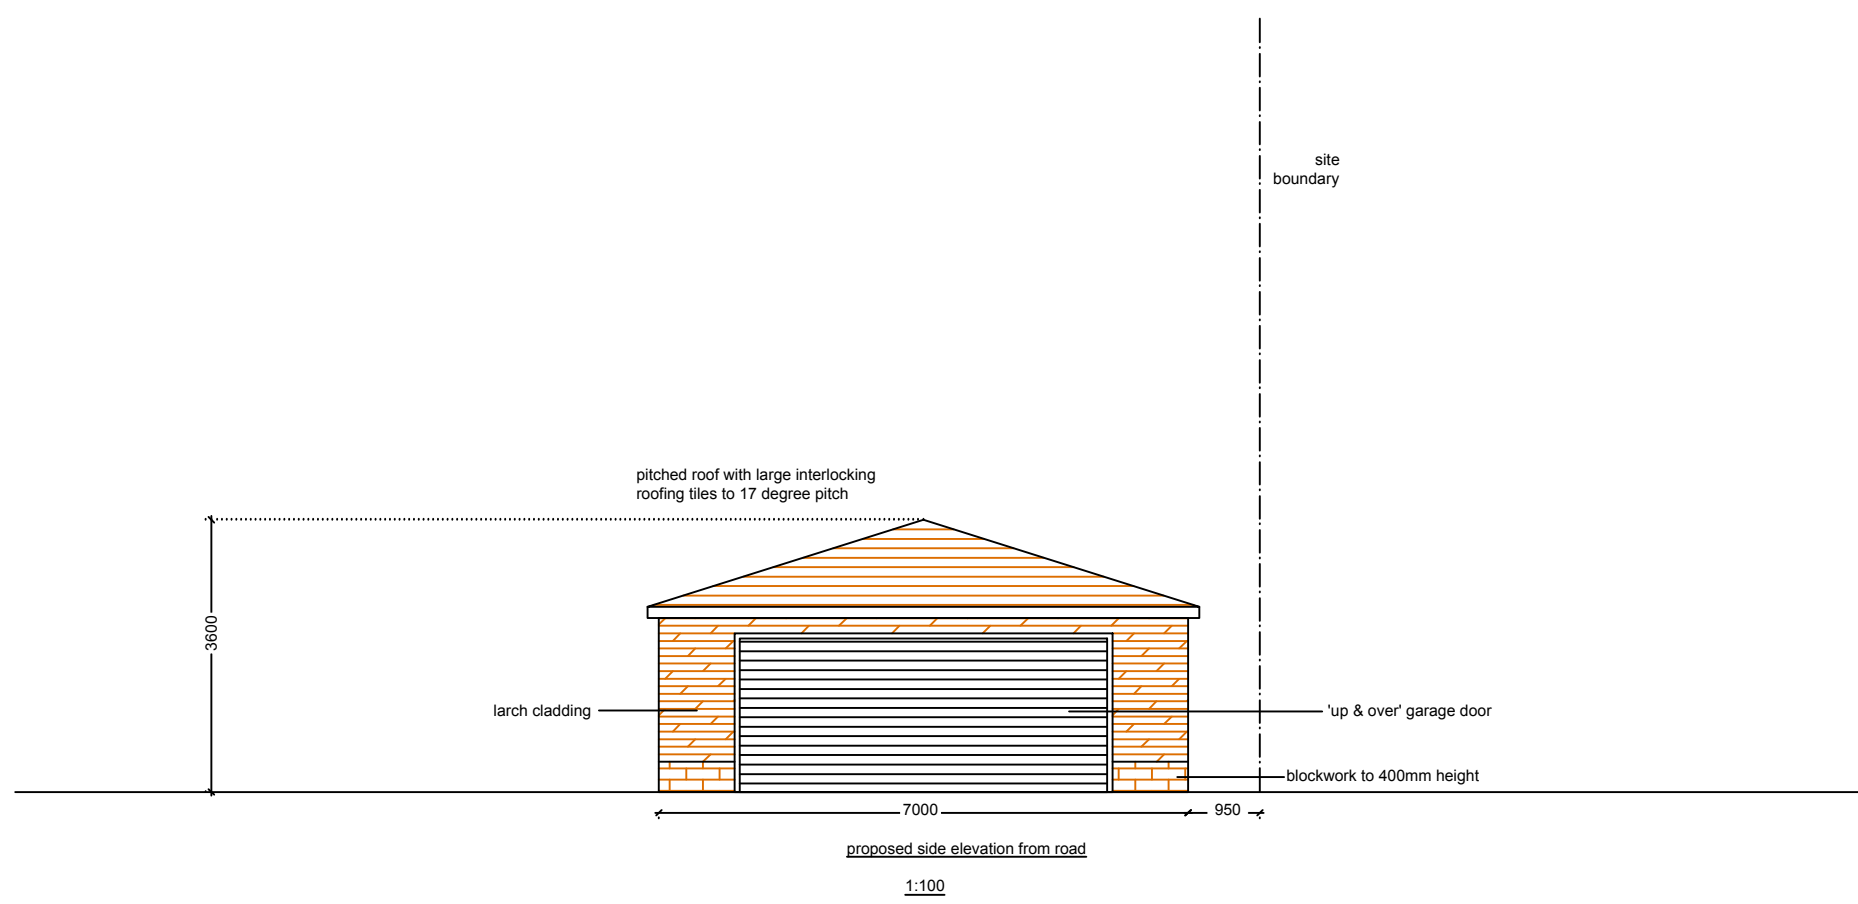 site
boundary
pitched roof with large interlocking
roofing tiles to 17 degree pitch
3600
larch cladding
'up & over' garage door
blockwork to 400mm height
7000
950
proposed side elevation from road
1:100